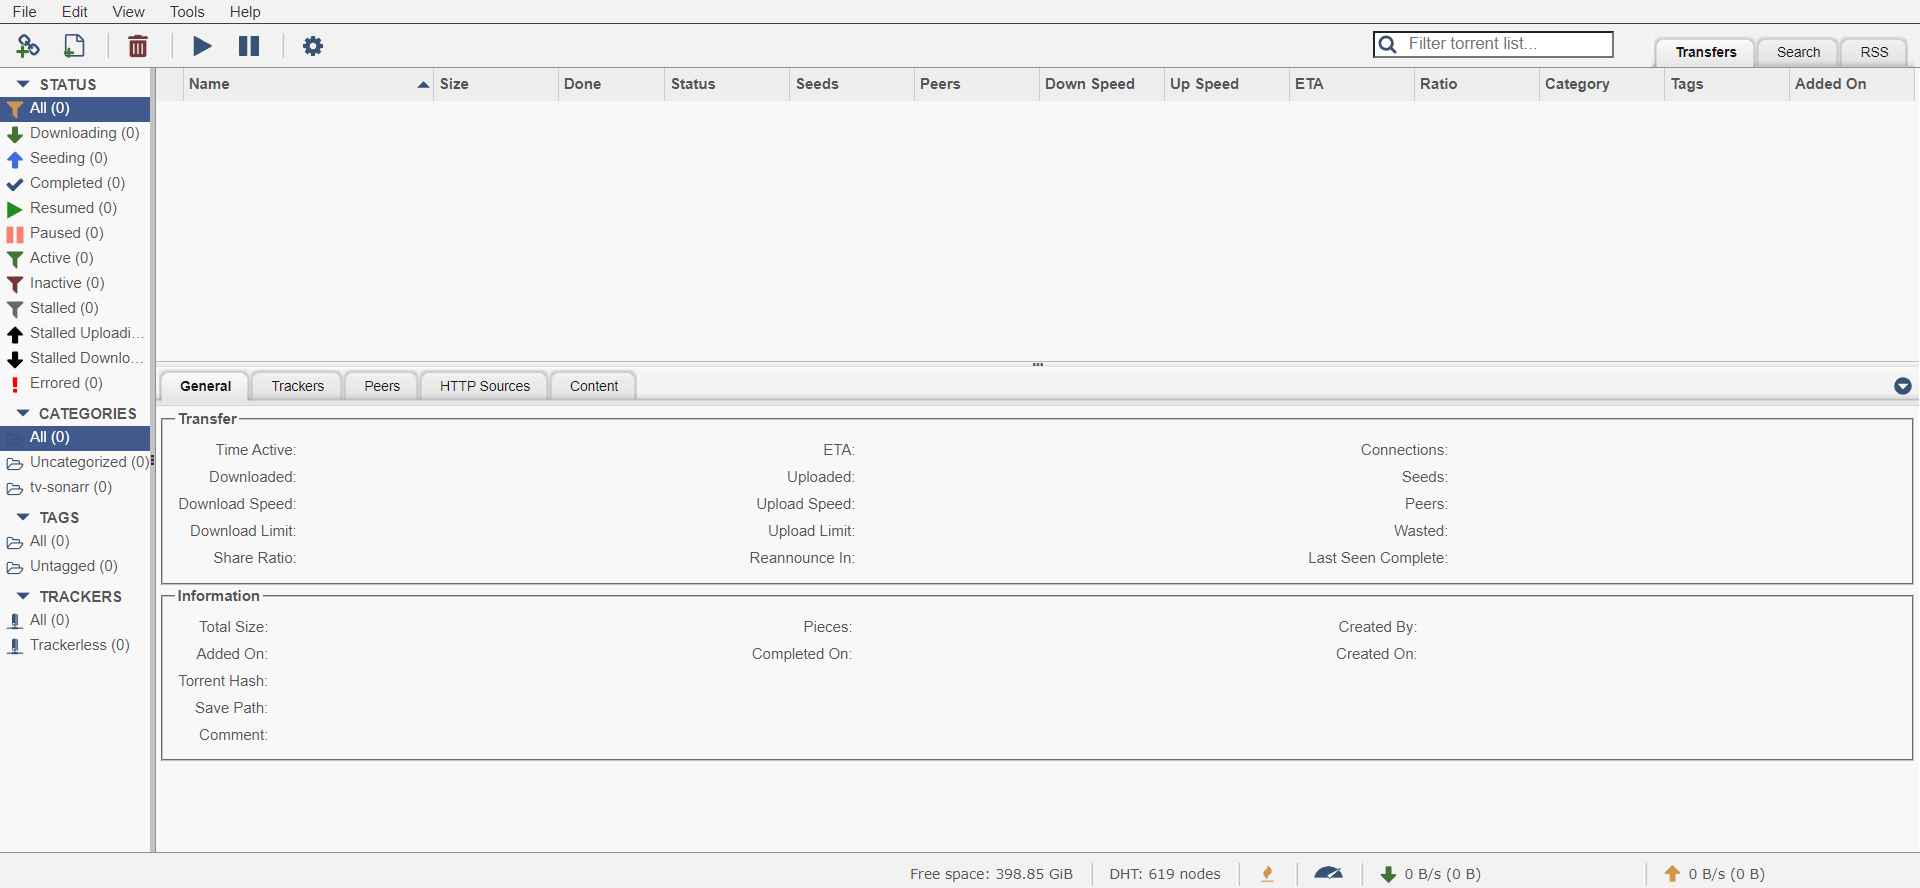 File Edit View Tools Help
Filter torrent list...
Transfers Search RSS
STATUS
All (0)
Downloading (0)
Seeding (0)
Completed (0)
Resumed (0)
Paused (0)
Active (0)
Inactive (0)
Stalled (0)
Stalled Uploadi...
Stalled Downlo...
Errored (0)
CATEGORIES
All (0)
Uncategorized (0)
tv-sonarr (0)
TAGS
All (0)
Untagged (0)
TRACKERS
All (0)
Trackerless (0)
Name Size Done Status Seeds Peers Down Speed Up Speed ETA Ratio Category Tags Added On
General Trackers Peers HTTP Sources Content
Transfer
Time Active: ETA: Connections:
Downloaded: Uploaded: Seeds:
Download Speed: Upload Speed: Peers:
Download Limit: Upload Limit: Wasted:
Share Ratio: Reannounce In: Last Seen Complete:
Information
Total Size: Pieces: Created By:
Added On: Completed On: Created On:
Torrent Hash:
Save Path:
Comment:
Free space: 398.85 GiB DHT: 619 nodes 0 B/s (0 B) 0 B/s (0 B)